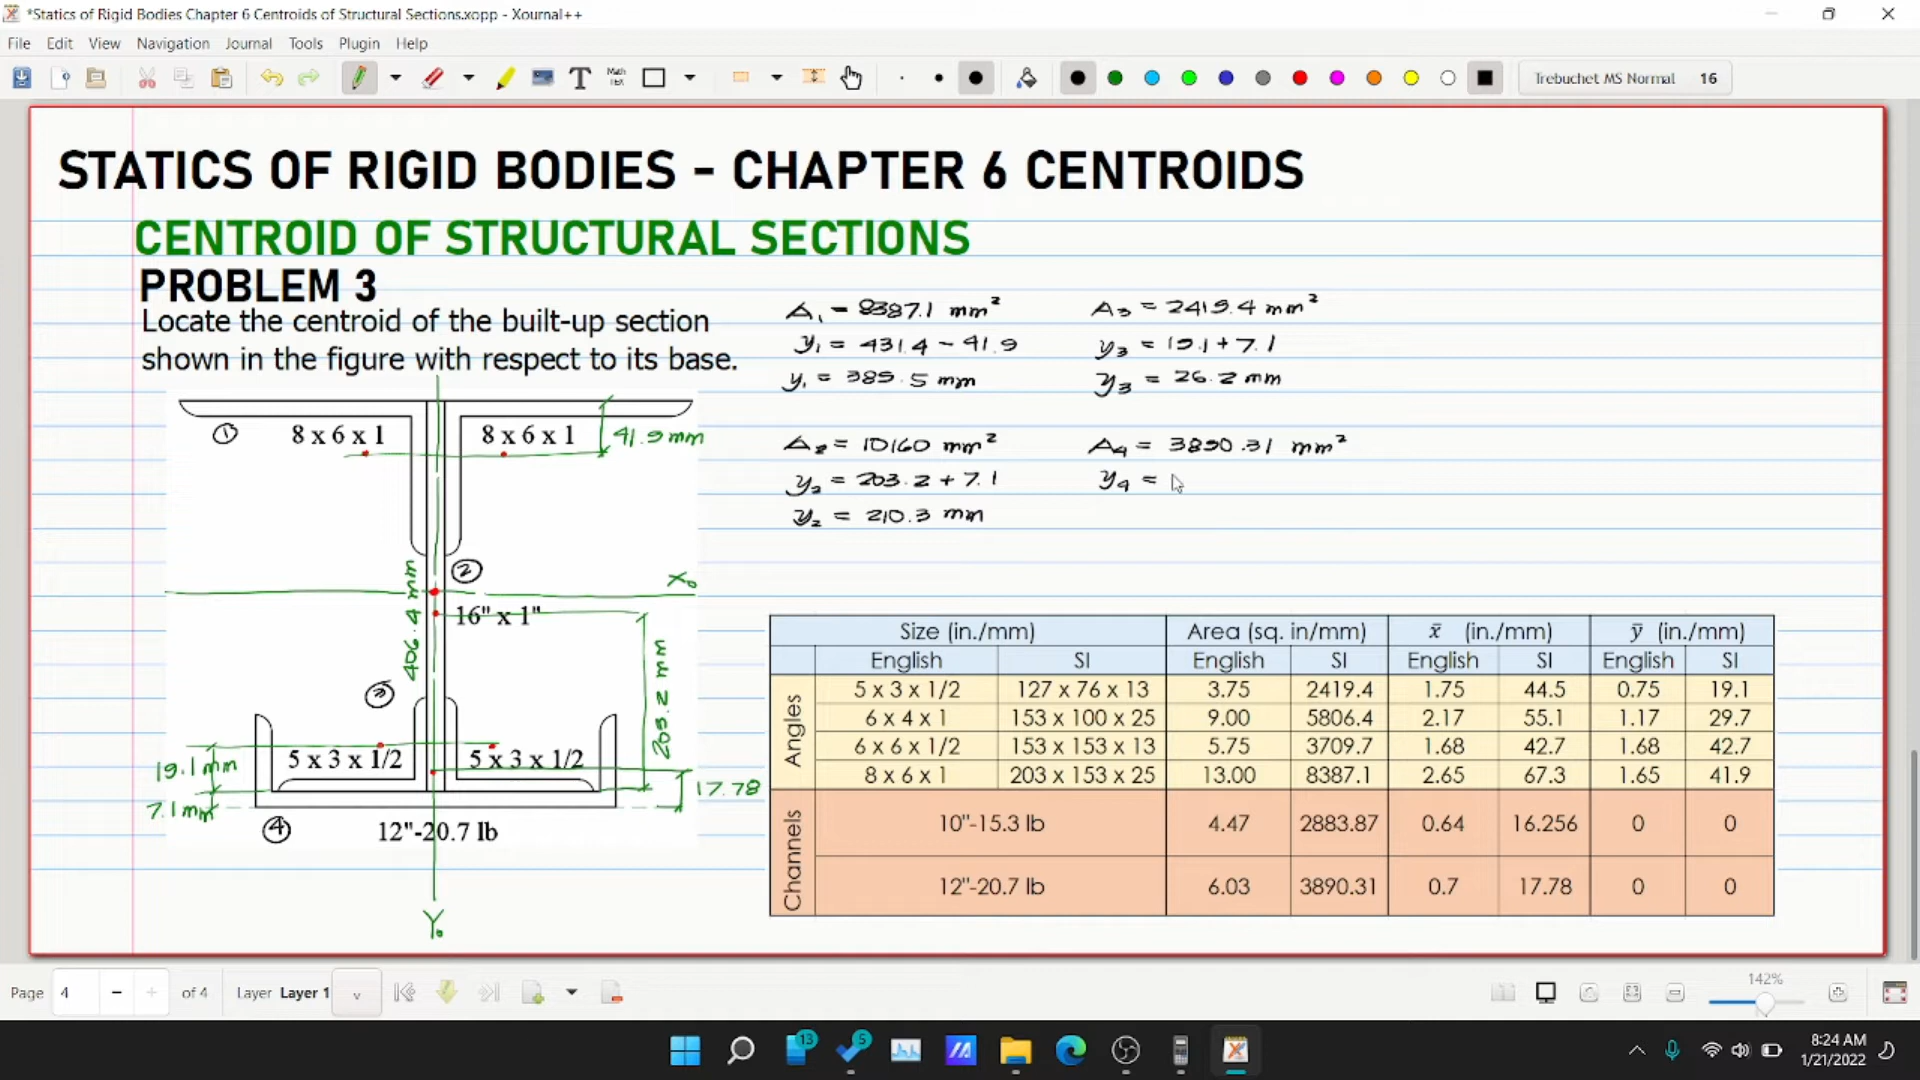 *Statics of Rigid Bodies Chapter 6 Centroids of Structural Sections.xopp - Xournal++
File Edit View Navigation Journal Tools Plugin Help
Trebuchet MS Normal 16
STATICS OF RIGID BODIES - CHAPTER 6 CENTROIDS
CENTROID OF STRUCTURAL SECTIONS
PROBLEM 3
Locate the centroid of the built-up section
shown in the figure with respect to its base.
① 8 x 6 x 1 8 x 6 x 1 41.9 mm
②
X₀
406.4 mm
16" x 1"
203.2 mm
③
19.1 mm 5 x 3 x 1/2 5 x 3 x 1/2
7.1 mm
17.78
④ 12"-20.7 lb
Y₀
A₁ = 8387.1 mm²
y₁ = 431.4 - 41.9
y₁ = 389.5 mm
A₂ = 10160 mm²
y₂ = 203.2 + 7.1
y₂ = 210.3 mm
A₃ = 2419.4 mm²
y₃ = 19.1 + 7.1
y₃ = 26.2 mm
A₄ = 3890.31 mm²
y₄ =
Size (in./mm) Area (sq. in/mm) x̄ (in./mm) ȳ (in./mm)
English SI English SI English SI English SI
Angles
5 x 3 x 1/2 127 x 76 x 13 3.75 2419.4 1.75 44.5 0.75 19.1
6 x 4 x 1 153 x 100 x 25 9.00 5806.4 2.17 55.1 1.17 29.7
6 x 6 x 1/2 153 x 153 x 13 5.75 3709.7 1.68 42.7 1.68 42.7
8 x 6 x 1 203 x 153 x 25 13.00 8387.1 2.65 67.3 1.65 41.9
Channels
10"-15.3 lb 4.47 2883.87 0.64 16.256 0 0
12"-20.7 lb 6.03 3890.31 0.7 17.78 0 0
Page 4 of 4 Layer Layer 1
142%
13
5
8:24 AM
1/21/2022